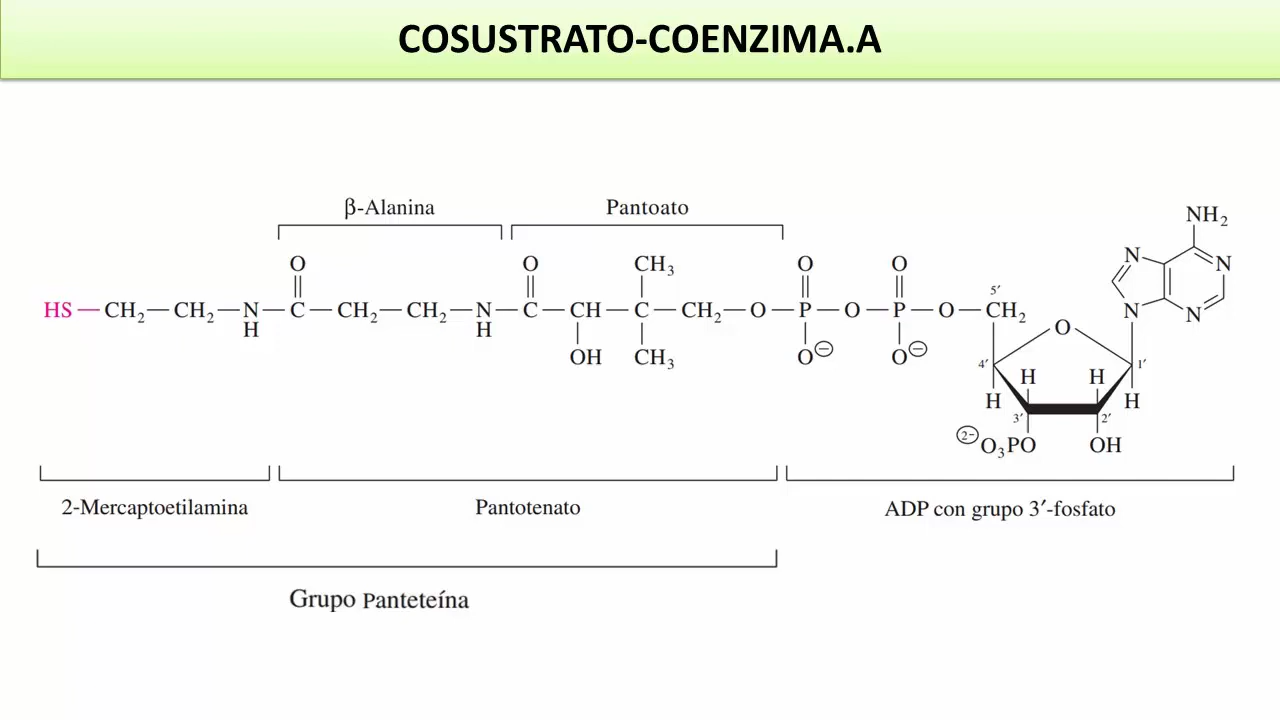 COSUSTRATO-COENZIMA.A
β-Alanina Pantoato
NH₂
O O CH₃ O O N N
HS—CH₂—CH₂—N—C—CH₂—CH₂—N—C—CH—C—CH₂—O—P—O—P—O—CH₂ 5′ N N
H H O
OH CH₃ O⊖ O⊖ 4′ H H 1′
H 3′ 2′ H
2− O₃PO OH
2-Mercaptoetilamina Pantotenato ADP con grupo 3′-fosfato
Grupo Panteteína